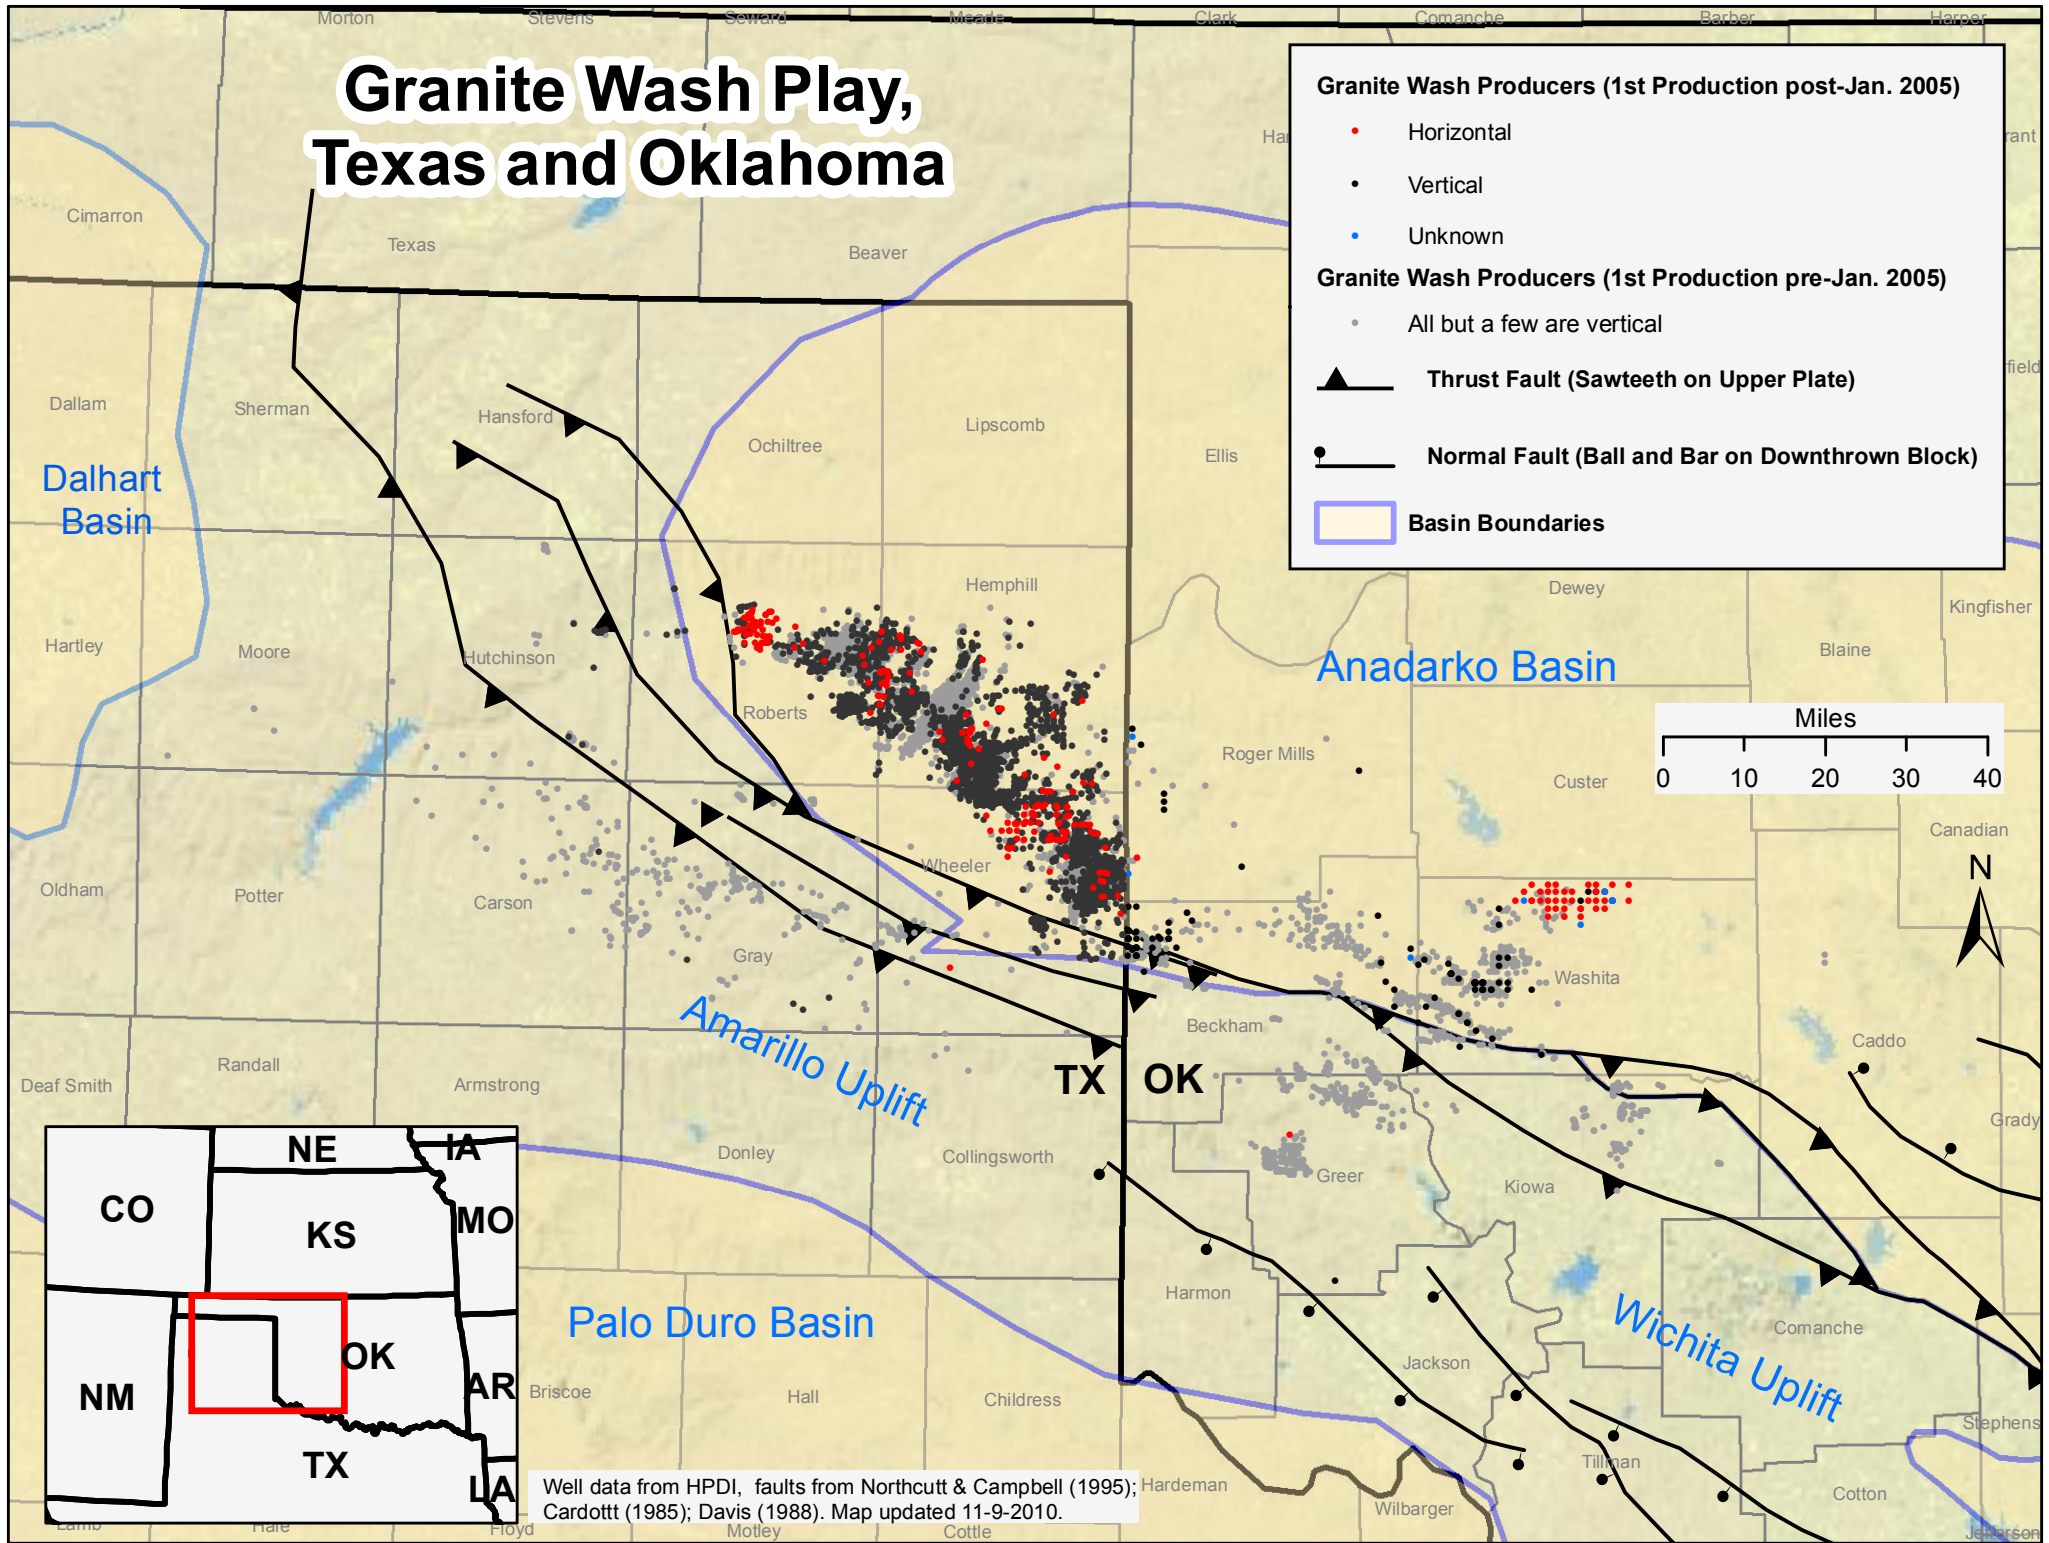 Morton
Stevens
Seward
Meade
Clark
Comanche
Barber
Harper
Granite Wash Play,
Texas and Oklahoma
Granite Wash Producers (1st Production post-Jan. 2005)
Horizontal
Vertical
Unknown
Granite Wash Producers (1st Production pre-Jan. 2005)
All but a few are vertical
Thrust Fault (Sawteeth on Upper Plate)
Normal Fault (Ball and Bar on Downthrown Block)
Basin Boundaries
Har
rant
field
Cimarron
Texas
Beaver
Dallam
Sherman
Hansford
Ochiltree
Lipscomb
Ellis
Dalhart
Basin
Hemphill
Dewey
Kingfisher
Hartley
Moore
Hutchinson
Roberts
Anadarko Basin
Blaine
Roger Mills
Custer
Miles
0 10 20 30 40
Canadian
N
Oldham
Potter
Carson
Wheeler
Gray
Washita
Amarillo Uplift
Beckham
Caddo
Deaf Smith
Randall
Armstrong
TX
OK
Grady
Donley
Collingsworth
Greer
Kiowa
Harmon
Palo Duro Basin
Wichita Uplift
Comanche
Jackson
Briscoe
Hall
Childress
Stephens
Tillman
Hardeman
Wilbarger
Cotton
Jefferson
Lamb
Hale
Floyd
Motley
Cottle
NE
IA
CO
KS
MO
NM
OK
AR
TX
LA
Well data from HPDI, faults from Northcutt & Campbell (1995);
Cardottt (1985); Davis (1988). Map updated 11-9-2010.